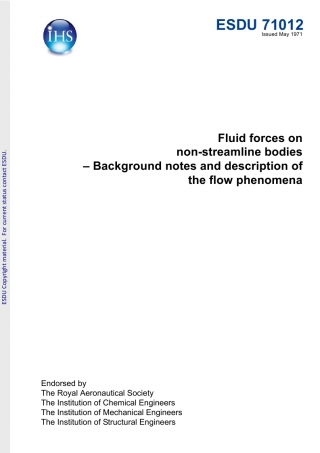 IHS
ESDU 71012
Issued May 1971
Fluid forces on
non-streamline bodies
– Background notes and description of
the flow phenomena
ESDU Copyright material. For current status contact ESDU.
Endorsed by
The Royal Aeronautical Society
The Institution of Chemical Engineers
The Institution of Mechanical Engineers
The Institution of Structural Engineers